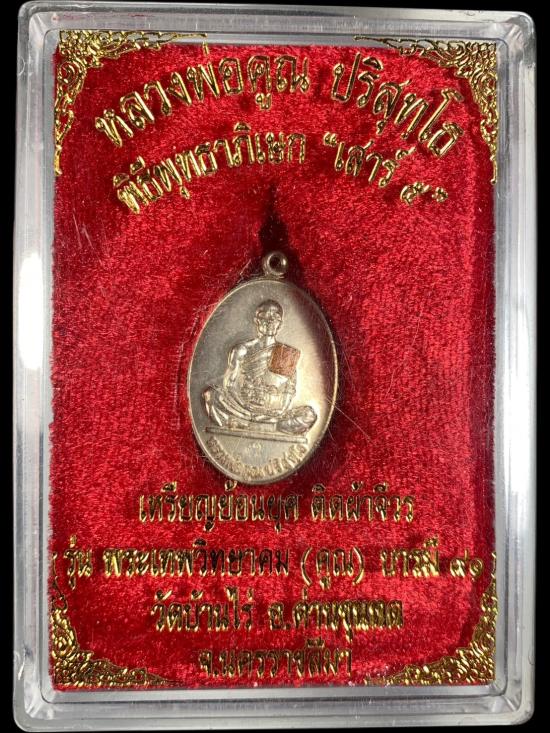 หลวงพ่อคูณ ปริสุทฺโธ
พิธีพุทธาภิเษก "เสาร์ ๕"
เหรียญย้อนยุค ติดผ้าจีวร
(รุ่น พระเทพวิทยาคม (คูณ) บารมี ๙๐)
วัดบ้านไร่ อ.ด่านขุนทด
จ.นครราชสีมา